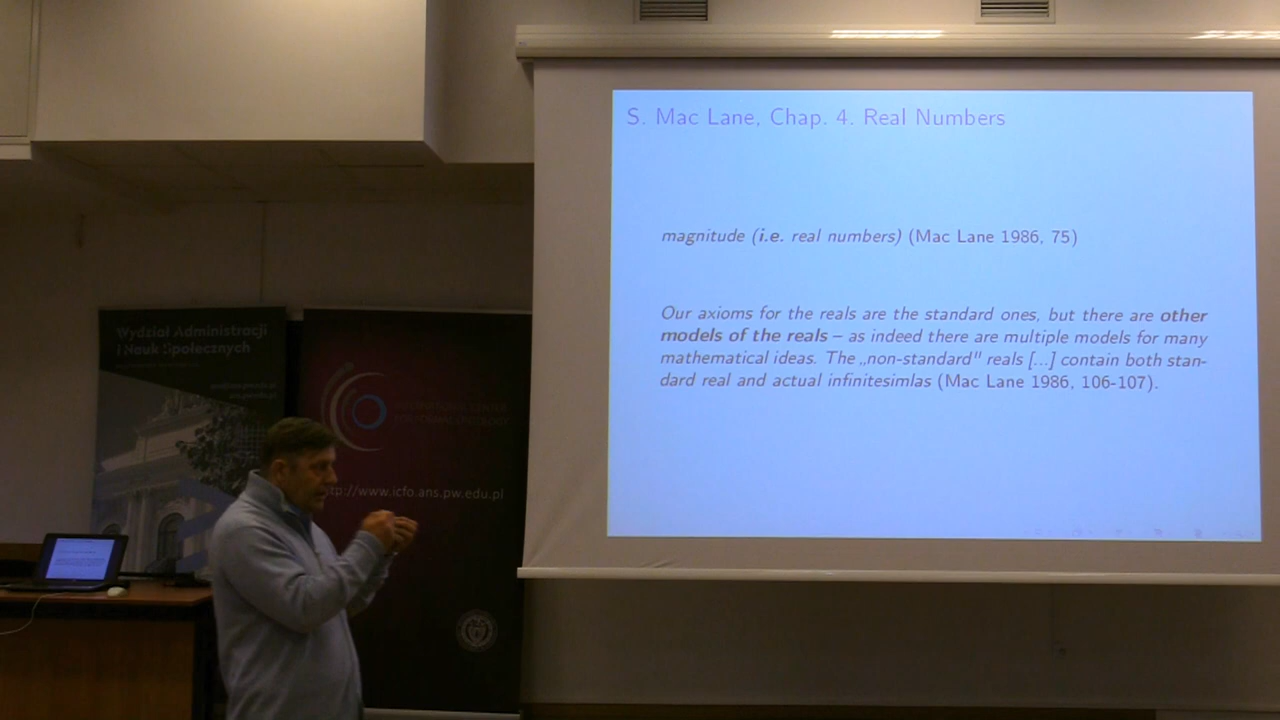 S. Mac Lane, Chap. 4. Real Numbers
magnitude (i.e. real numbers) (Mac Lane 1986, 75)
Our axioms for the reals are the standard ones, but there are other
models of the reals – as indeed there are multiple models for many
mathematical ideas. The „non-standard" reals [...] contain both stan-
dard real and actual infinitesimlas (Mac Lane 1986, 106-107).
Wydział Administracji
i Nauk Społecznych
http://www.icfo.ans.pw.edu.pl